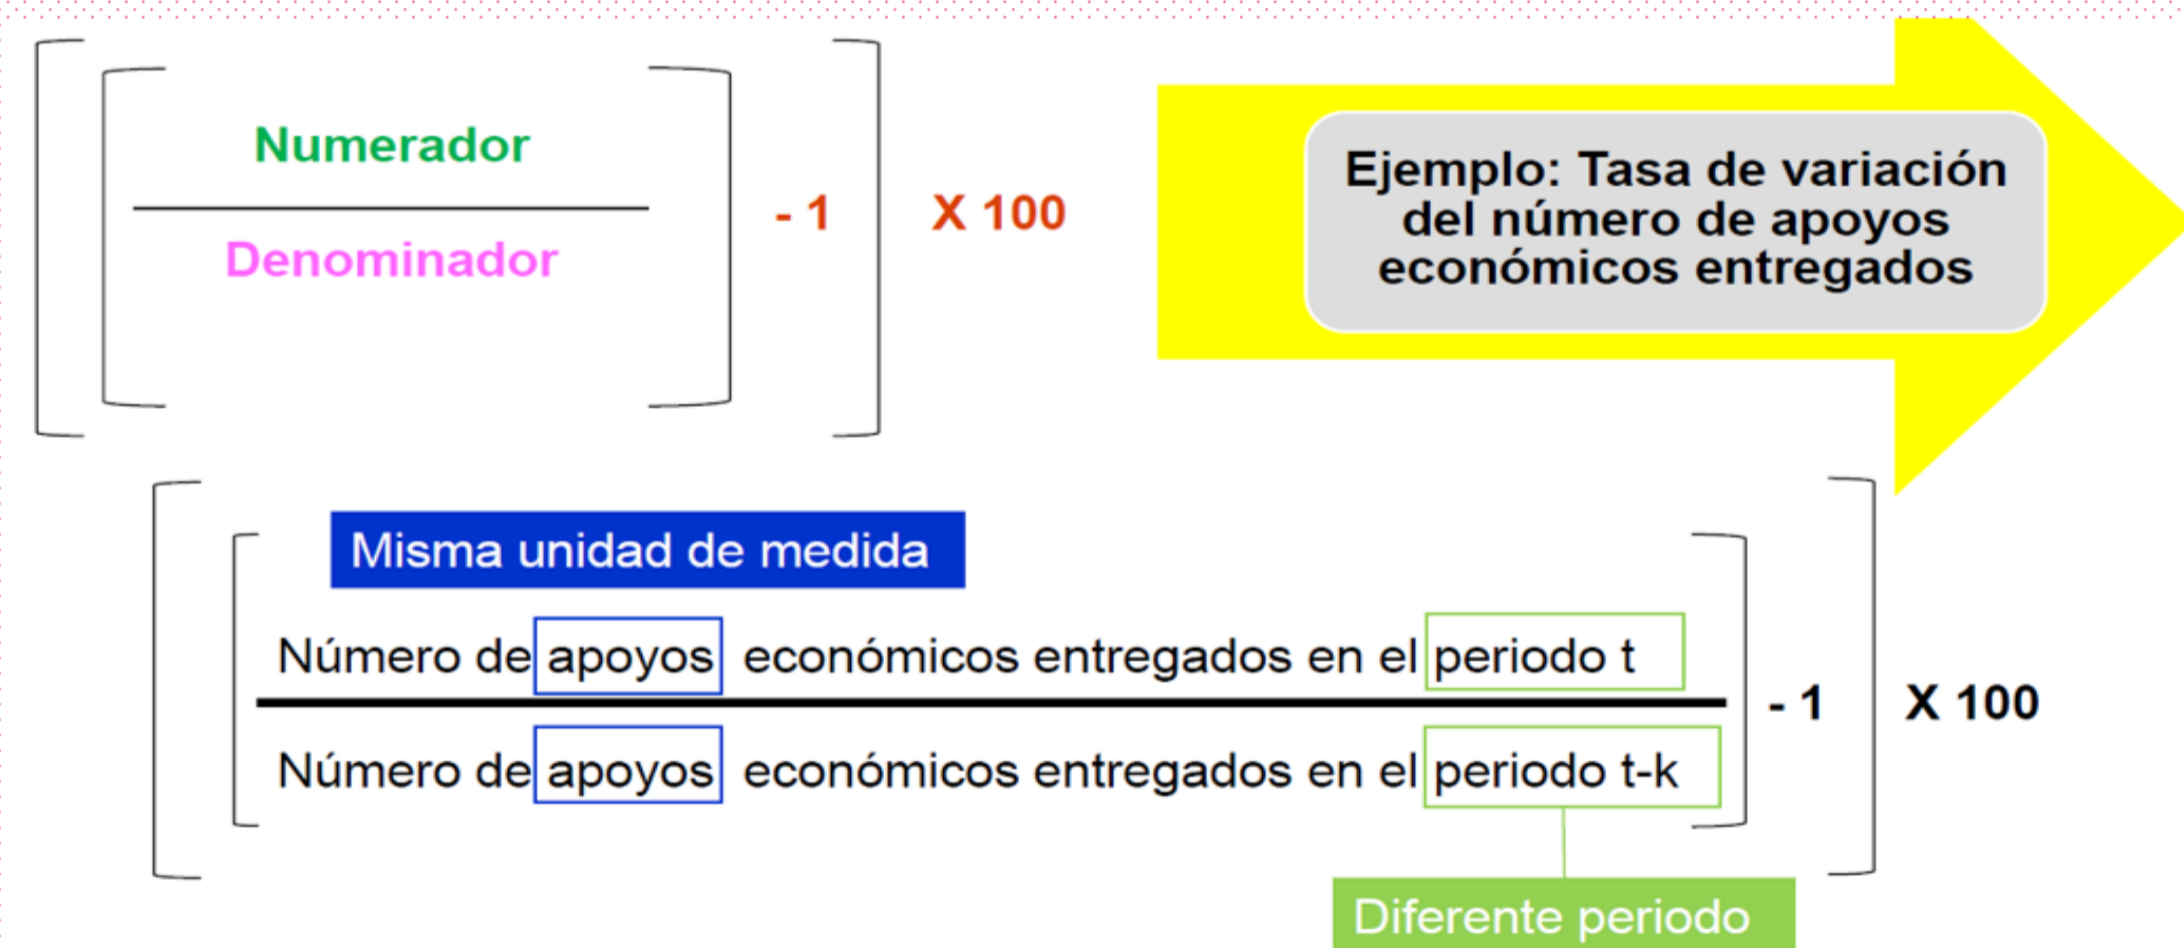 Numerador
Denominador
- 1
X 100
Ejemplo: Tasa de variación
del número de apoyos
económicos entregados
Misma unidad de medida
Número de apoyos económicos entregados en el periodo t
Número de apoyos económicos entregados en el periodo t-k
- 1
X 100
Diferente periodo